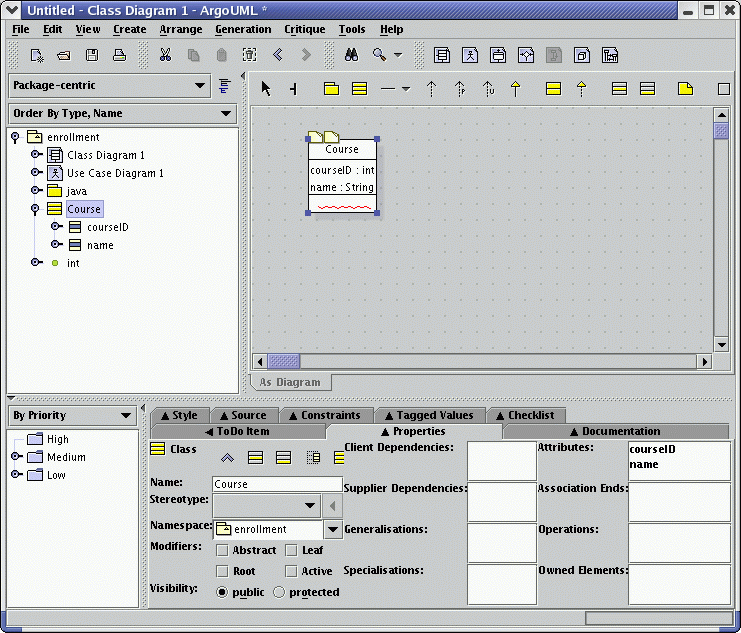 Untitled - Class Diagram 1 - ArgoUML *
File Edit View Create Arrange Generation Critique Tools Help
Package-centric
Order By Type, Name
enrollment
Class Diagram 1
Use Case Diagram 1
java
Course
courseID
name
int
Course
courseID : int
name : String
As Diagram
By Priority
High
Medium
Low
Style Source Constraints Tagged Values Checklist
ToDo Item Properties Documentation
Class
Name: Course
Stereotype:
Namespace: enrollment
Modifiers: Abstract Leaf
Root Active
Visibility: public protected
Client Dependencies:
Supplier Dependencies:
Generalisations:
Specialisations:
Attributes: courseID
name
Association Ends:
Operations:
Owned Elements: